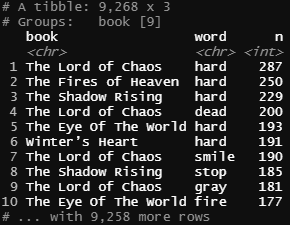 # A tibble: 9,268 x 3
# Groups:   book [9]
   book                 word      n
   <chr>                <chr> <int>
 1 The Lord of Chaos    hard    287
 2 The Fires of Heaven  hard    250
 3 The Shadow Rising    hard    229
 4 The Lord of Chaos    dead    200
 5 The Eye Of The World hard    193
 6 Winter's Heart       hard    191
 7 The Lord of Chaos    smile   190
 8 The Shadow Rising    stop    185
 9 The Lord of Chaos    gray    181
10 The Eye Of The World fire    177
# ... with 9,258 more rows